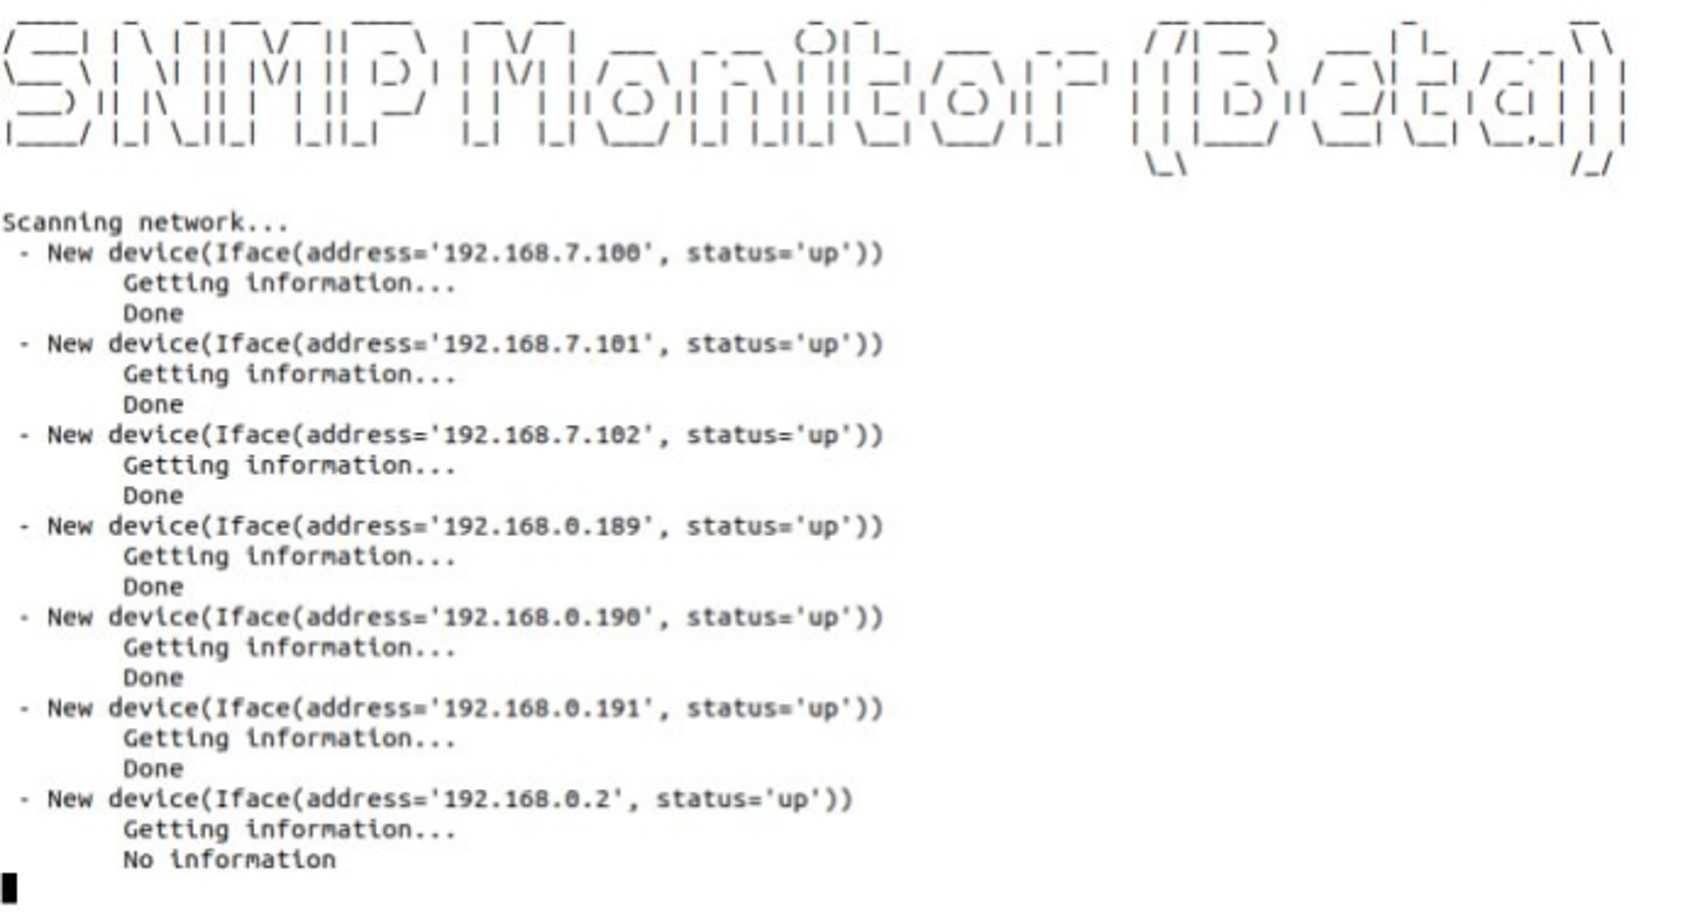 SNMP Monitor (Beta)
Scanning network...
- New device(Iface(address='192.168.7.100', status='up'))
Getting information...
Done
- New device(Iface(address='192.168.7.101', status='up'))
Getting information...
Done
- New device(Iface(address='192.168.7.102', status='up'))
Getting information...
Done
- New device(Iface(address='192.168.0.189', status='up'))
Getting information...
Done
- New device(Iface(address='192.168.0.190', status='up'))
Getting information...
Done
- New device(Iface(address='192.168.0.191', status='up'))
Getting information...
Done
- New device(Iface(address='192.168.0.2', status='up'))
Getting information...
No information